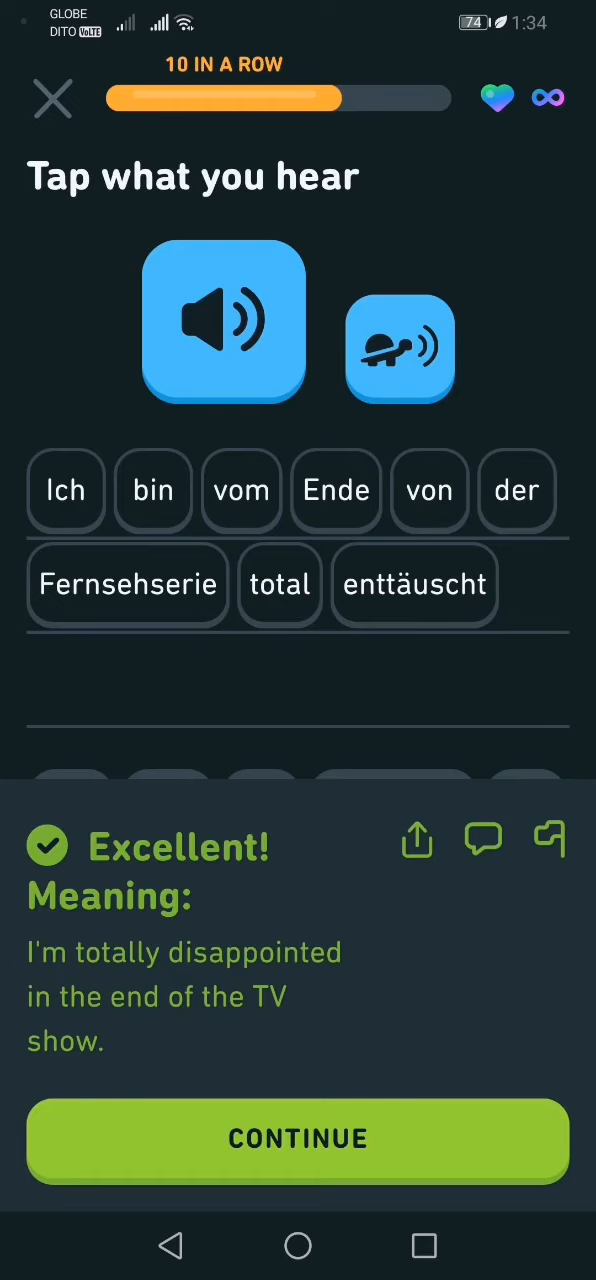 GLOBE
DITO VoLTE 74 1:34
10 IN A ROW
Tap what you hear
Ich bin vom Ende von der
Fernsehserie total enttäuscht
Excellent!
Meaning:
I'm totally disappointed
in the end of the TV
show.
CONTINUE